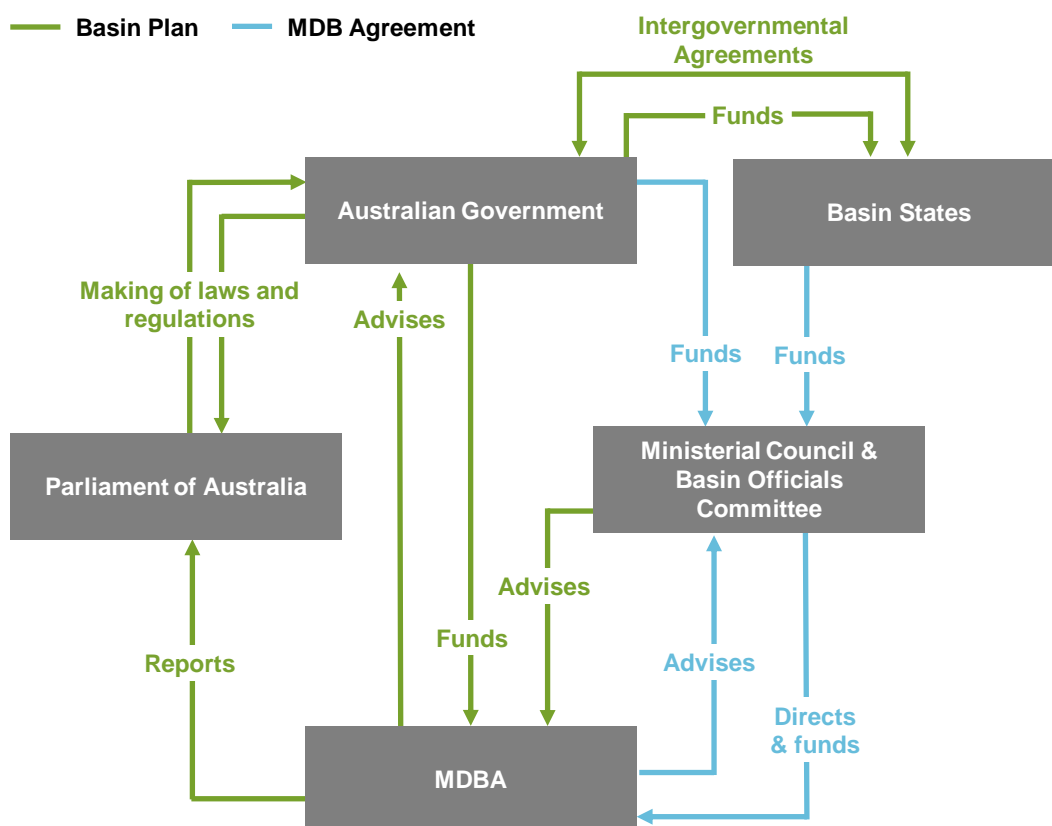 Basin Plan
MDB Agreement
Intergovernmental
Agreements
Funds
Australian Government
Basin States
Making of laws and
regulations
Advises
Funds
Funds
Parliament of Australia
Ministerial Council &
Basin Officials
Committee
Advises
Funds
Reports
Advises
Directs
& funds
MDBA